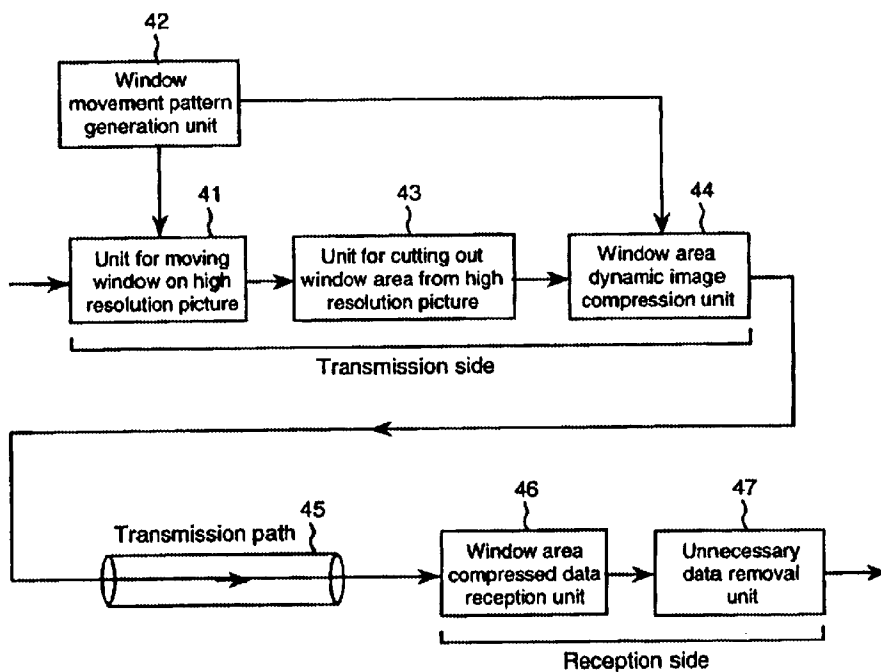 42
Window
movement pattern
generation unit
41
Unit for moving
window on high
resolution picture
43
Unit for cutting out
window area from high
resolution picture
44
Window area
dynamic image
compression unit
Transmission side
45
Transmission path
46
Window area
compressed data
reception unit
47
Unnecessary
data removal
unit
Reception side